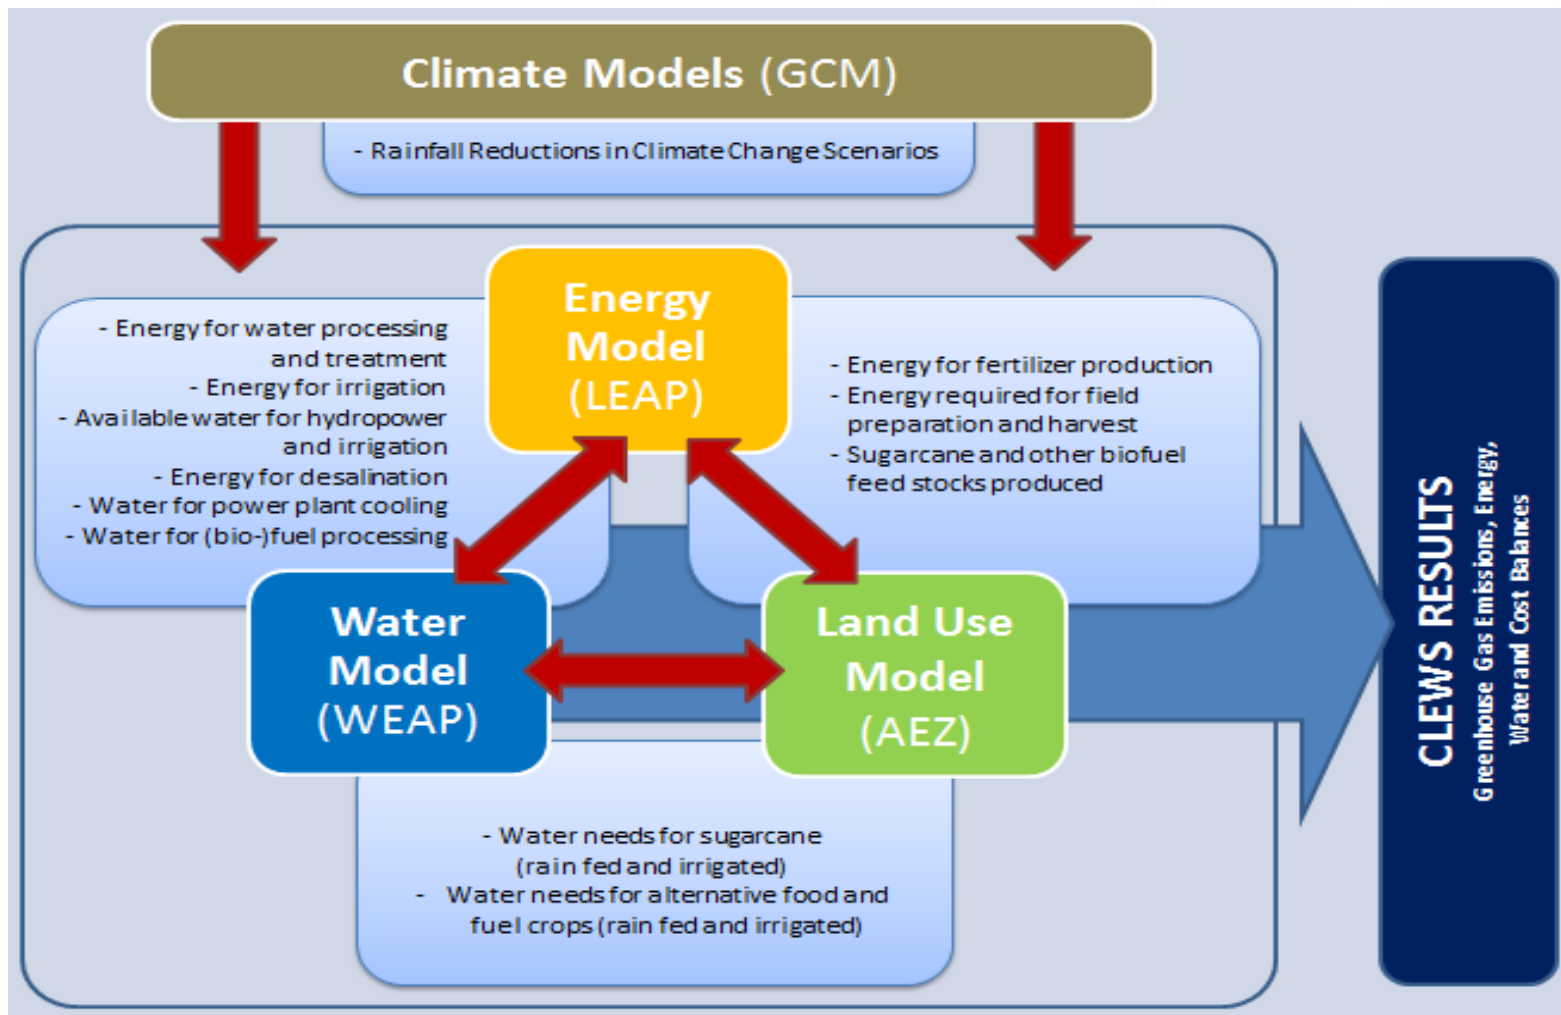 Climate Models (GCM)
- Rainfall Reductions in Climate Change Scenarios
Energy
Model
(LEAP)
- Energy for water processing
and treatment
- Energy for irrigation
- Available water for hydropower
and irrigation
- Energy for desalination
- Water for power plant cooling
- Water for (bio-)fuel processing
- Energy for fertilizer production
- Energy required for field
preparation and harvest
- Sugarcane and other biofuel
feed stocks produced
Water
Model
(WEAP)
Land Use
Model
(AEZ)
- Water needs for sugarcane
(rain fed and irrigated)
- Water needs for alternative food and
fuel crops (rain fed and irrigated)
CLEWS RESULTS
Greenhouse Gas Emissions, Energy,
Water and Cost Balances